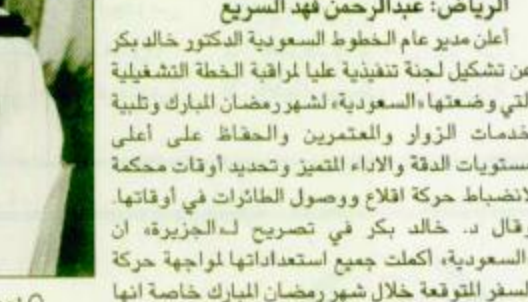 الرياض: عبدالرحمن فهد السريع
أعلن مدير عام الخطوط السعودية الدكتور خالد بكر
عن تشكيل لجنة تنفيذية عليا لمراقبة الخطة التشغيلية
التي وضعتها «السعودية» لشهر رمضان المبارك وتلبية
خدمات الزوار والمعتمرين والحفاظ على أعلى
مستويات الدقة والاداء المتميز وتحديد أوقات محكمة
لانضباط حركة اقلاع ووصول الطائرات في أوقاتها.
وقال د. خالد بكر في تصريح لـ«الجزيرة» ان
«السعودية» اكملت جميع استعداداتها لمواجهة حركة
السفر المتوقعة خلال شهر رمضان المبارك خاصة انها